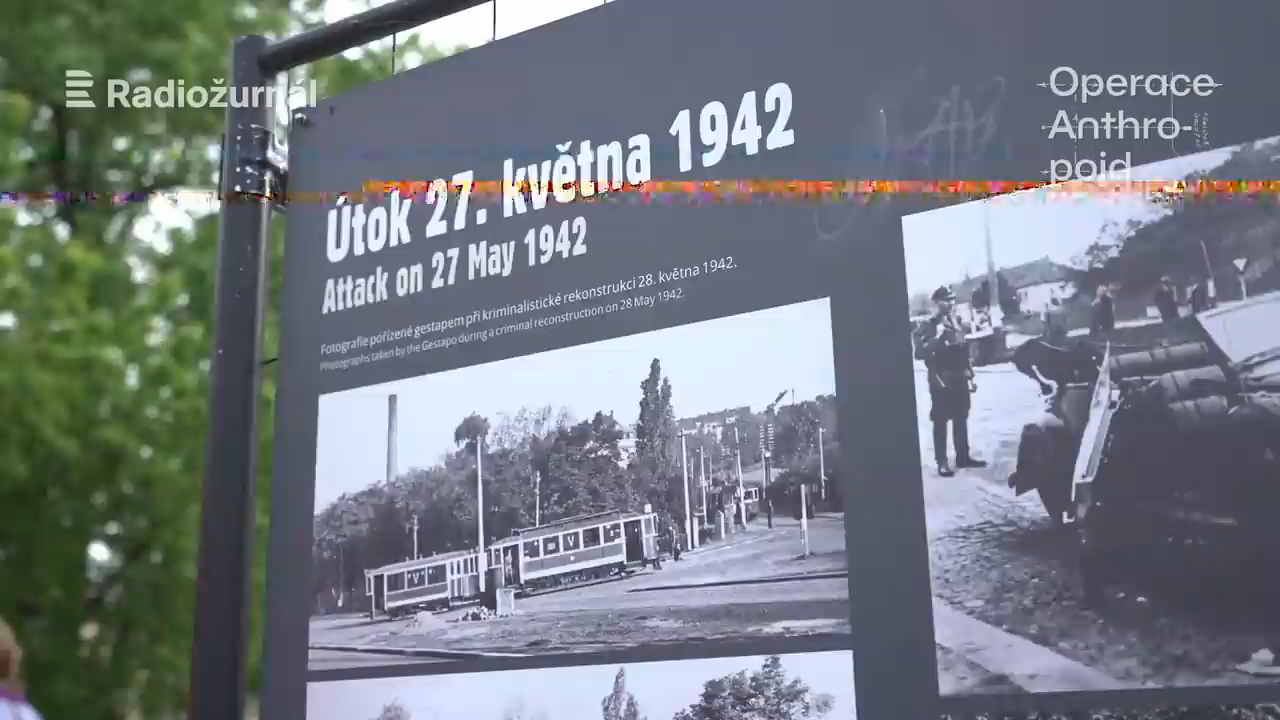 Radiožurnál
Operace
Anthro-
poid
Útok 27. května 1942
Attack on 27 May 1942
Fotografie pořízené gestapem při kriminalistické rekonstrukci 28. května 1942.
Photographs taken by the Gestapo during a criminal reconstruction on 28 May 1942.
V
V